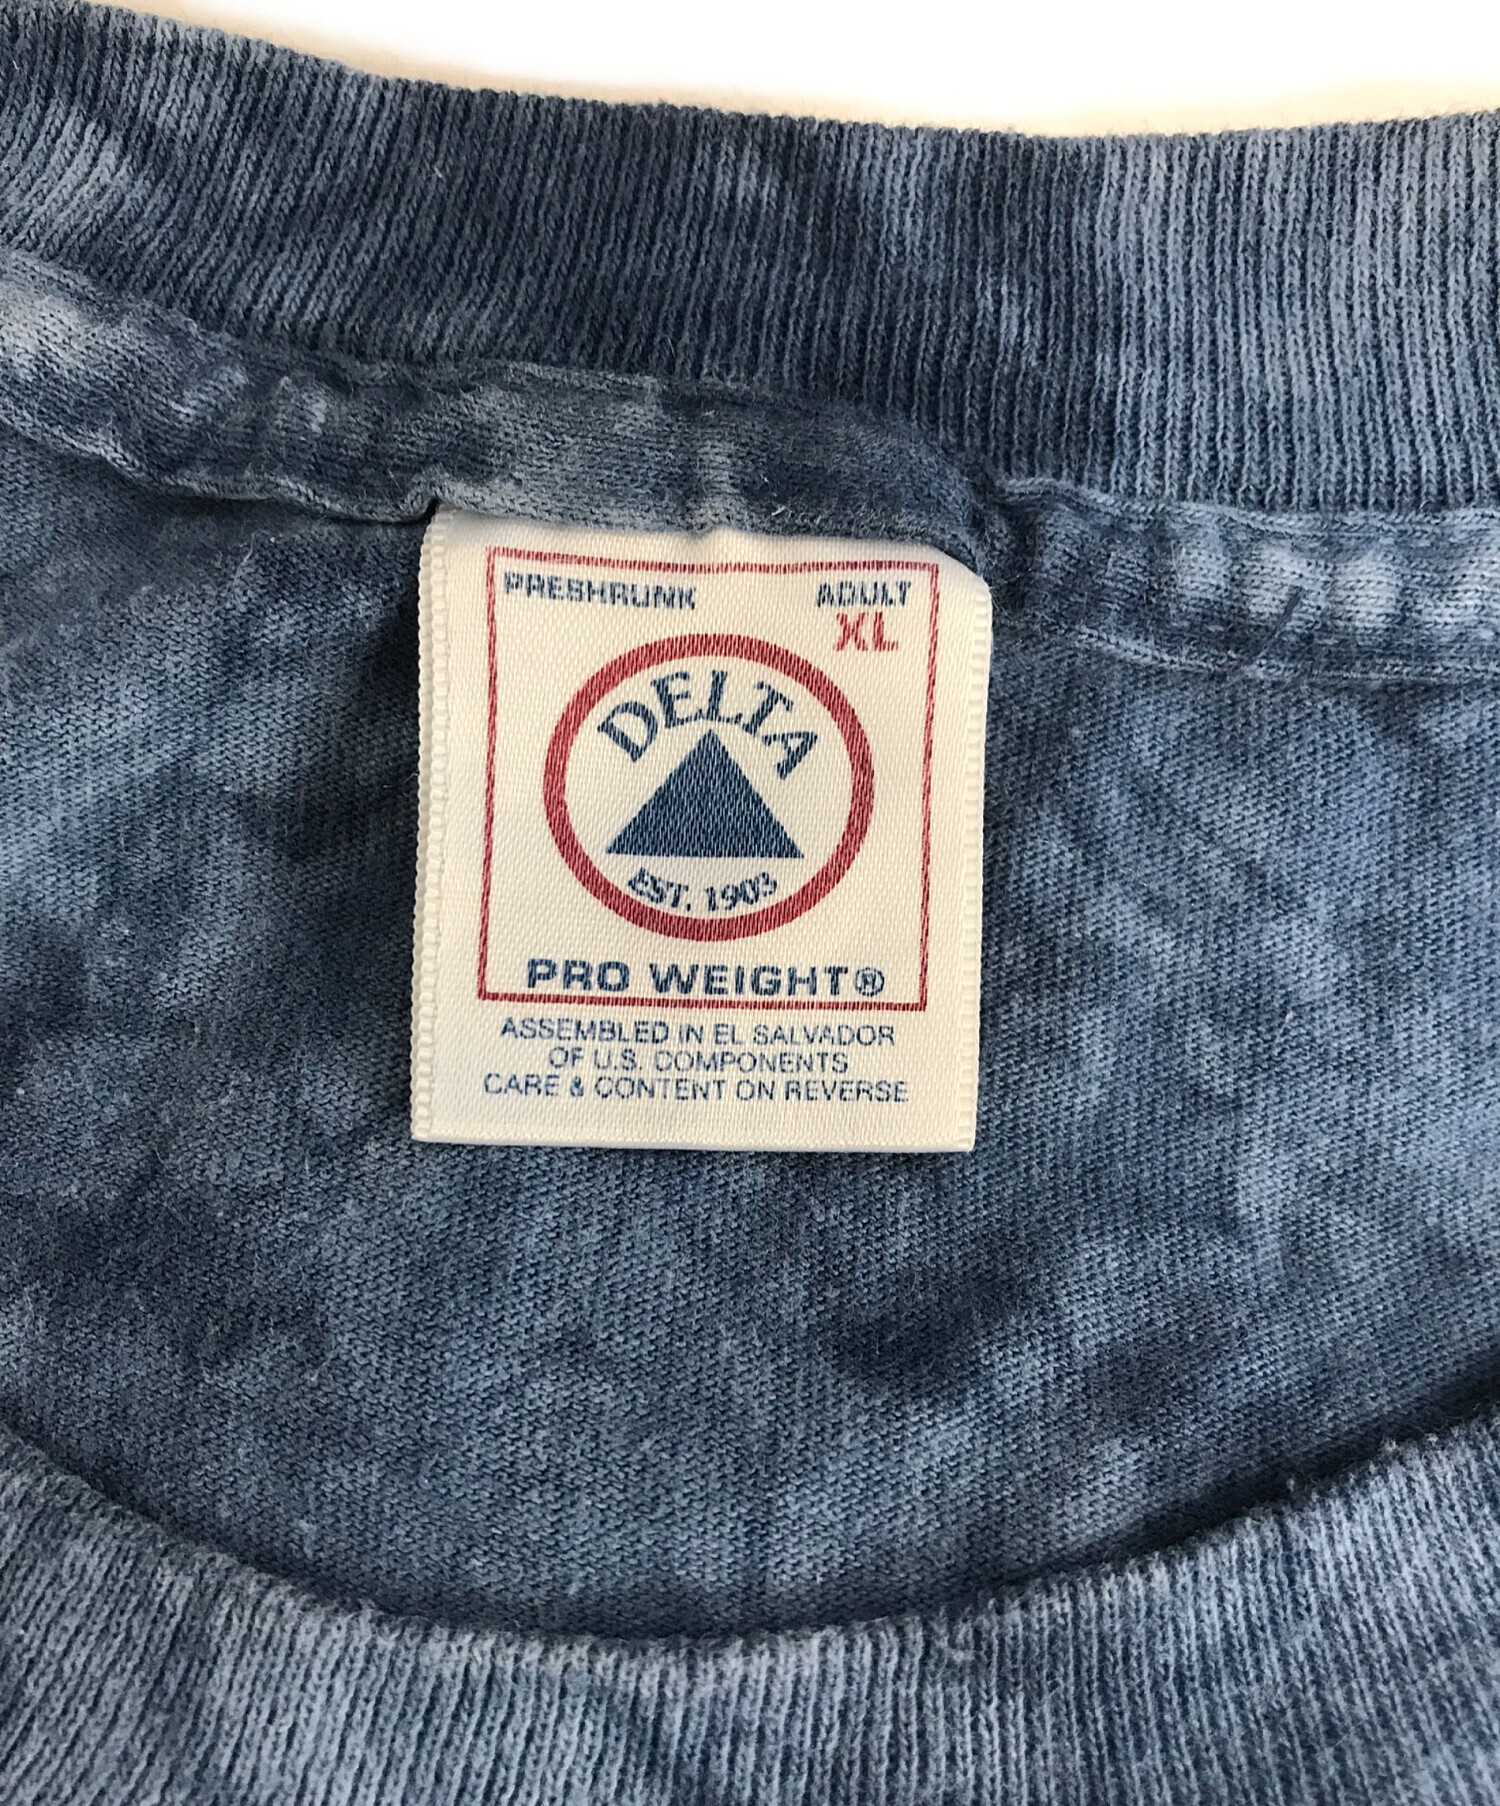 PRESHRUNK ADULT
XL
DELTA
EST. 1903
PRO WEIGHT®
ASSEMBLED IN EL SALVADOR
OF U.S. COMPONENTS
CARE & CONTENT ON REVERSE